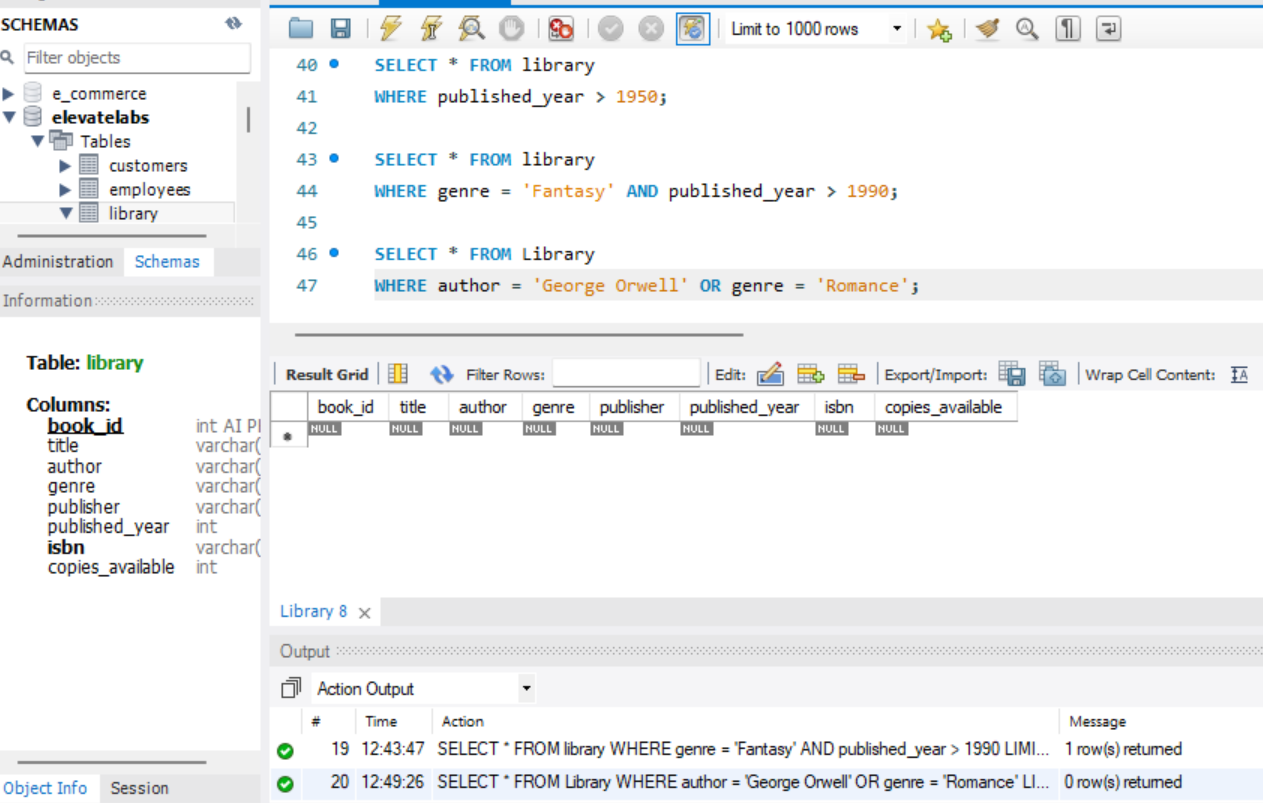 SCHEMAS
Filter objects
e_commerce
elevatelabs
Tables
customers
employees
library
Administration Schemas
Information
Table: library
Columns:
book_id int AI PI
title varchar(
author varchar(
genre varchar(
publisher varchar(
published_year int
isbn varchar(
copies_available int
Object Info Session
Limit to 1000 rows
40 SELECT * FROM library
41 WHERE published_year > 1950;
42
43 SELECT * FROM library
44 WHERE genre = 'Fantasy' AND published_year > 1990;
45
46 SELECT * FROM Library
47 WHERE author = 'George Orwell' OR genre = 'Romance';
Result Grid Filter Rows: Edit: Export/Import: Wrap Cell Content: IA
book_id title author genre publisher published_year isbn copies_available
NULL NULL NULL NULL NULL NULL NULL NULL
Library 8
Output
Action Output
# Time Action Message
19 12:43:47 SELECT * FROM library WHERE genre = 'Fantasy' AND published_year > 1990 LIMI... 1 row(s) returned
20 12:49:26 SELECT * FROM Library WHERE author = 'George Orwell' OR genre = 'Romance' LI... 0 row(s) returned